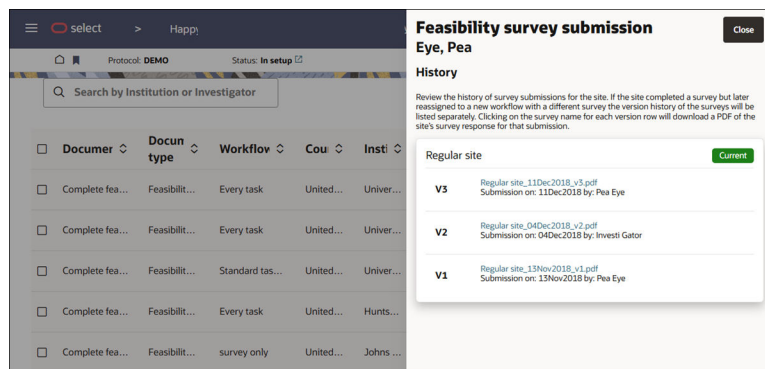 select > Happy
Protocol: DEMO Status: In setup
Search by Institution or Investigator
Documer Docun type Workflow Cou Insti
Complete fea... Feasibilit... Every task United... Univer...
Complete fea... Feasibilit... Every task United... Univer...
Complete fea... Feasibilit... Standard tas... United... Univer...
Complete fea... Feasibilit... Every task United... Hunts...
Complete fea... Feasibilit... survey only United... Johns ...
Feasibility survey submission
Close
Eye, Pea
History
Review the history of survey submissions for the site. If the site completed a survey but later
reassigned to a new workflow with a different survey the version history of the surveys will be
listed separately. Clicking on the survey name for each version row will download a PDF of the
site's survey response for that submission.
Regular site Current
V3 Regular site_11Dec2018_v3.pdf
Submission on: 11Dec2018 by: Pea Eye
V2 Regular site_04Dec2018_v2.pdf
Submission on: 04Dec2018 by: Investi Gator
V1 Regular site_13Nov2018_v1.pdf
Submission on: 13Nov2018 by: Pea Eye